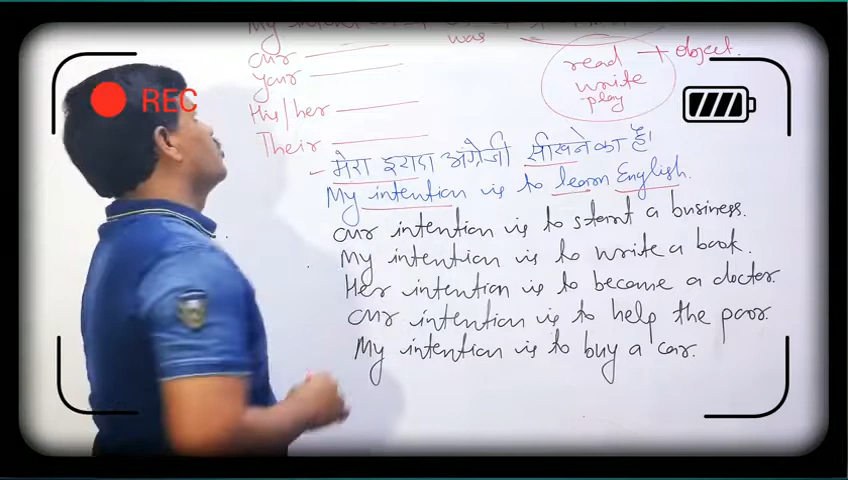 My intention
was
our
your
His/her
Their
read + object.
write
play
REC
मेरा इरादा अंग्रेजी सीखने का है।
My intention is to learn English.
our intention is to start a business.
My intention is to write a book.
Her intention is to become a doctor.
our intention is to help the poor.
My intention is to buy a car.